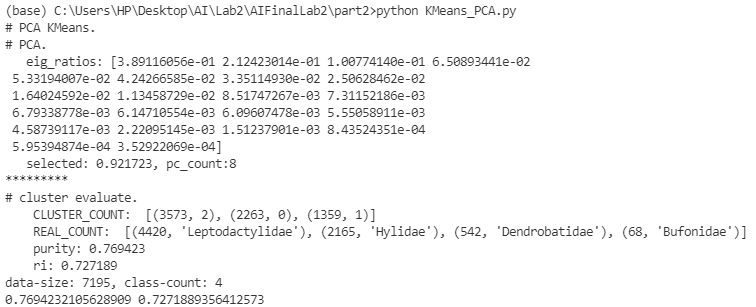 (base) C:\Users\HP\Desktop\AI\Lab2\AIFinalLab2\part2>python KMeans_PCA.py
# PCA KMeans.
# PCA.
eig_ratios: [3.89116056e-01 2.12423014e-01 1.00774140e-01 6.50893441e-02
5.33194007e-02 4.24266585e-02 3.35114930e-02 2.50628462e-02
1.64024592e-02 1.13458729e-02 8.51747267e-03 7.31152186e-03
6.79338778e-03 6.14710554e-03 6.09607478e-03 5.55058911e-03
4.58739117e-03 2.22095145e-03 1.51237901e-03 8.43524351e-04
5.95394874e-04 3.52922069e-04]
selected: 0.921723, pc_count:8
*********
# cluster evaluate.
CLUSTER_COUNT:  [(3573, 2), (2263, 0), (1359, 1)]
REAL_COUNT:  [(4420, 'Leptodactylidae'), (2165, 'Hylidae'), (542, 'Dendrobatidae'), (68, 'Bufonidae')]
purity: 0.769423
ri: 0.727189
data-size: 7195, class-count: 4
0.7694232105628909 0.7271889356412573